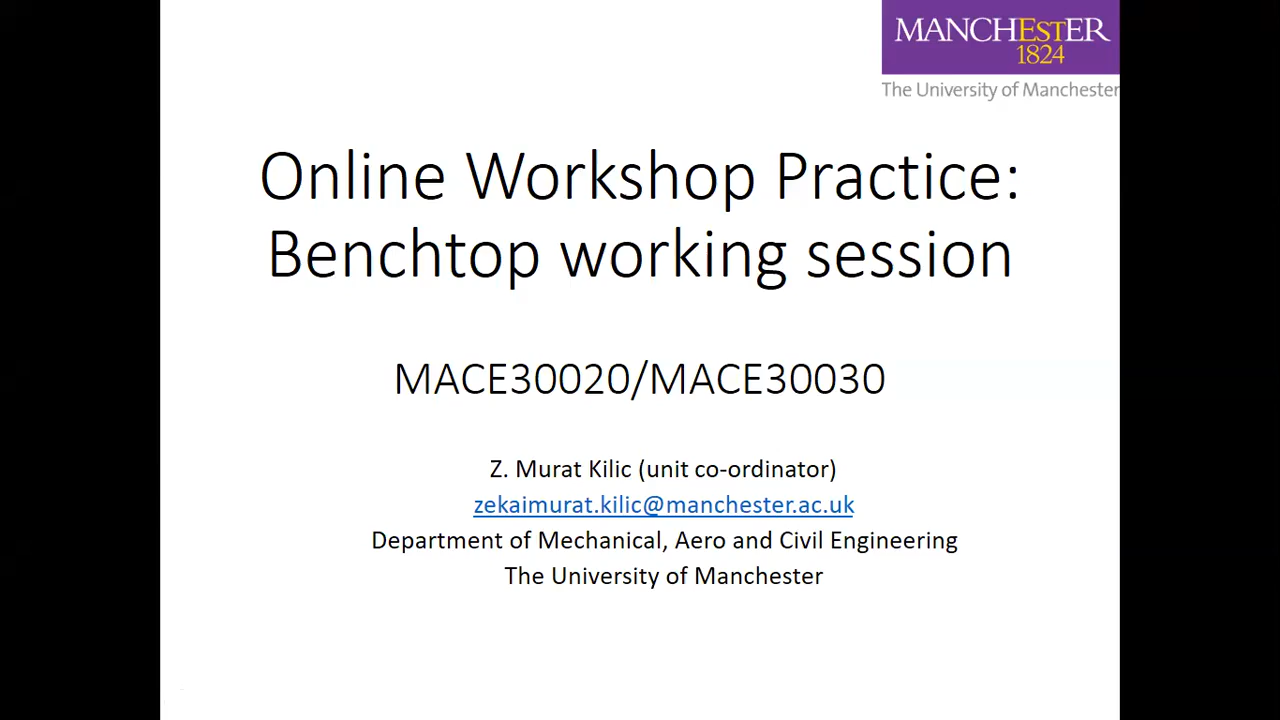 MANCHESTER
1824
The University of Manchester
Online Workshop Practice:
Benchtop working session
MACE30020/MACE30030
Z. Murat Kilic (unit co-ordinator)
zekaimurat.kilic@manchester.ac.uk
Department of Mechanical, Aero and Civil Engineering
The University of Manchester